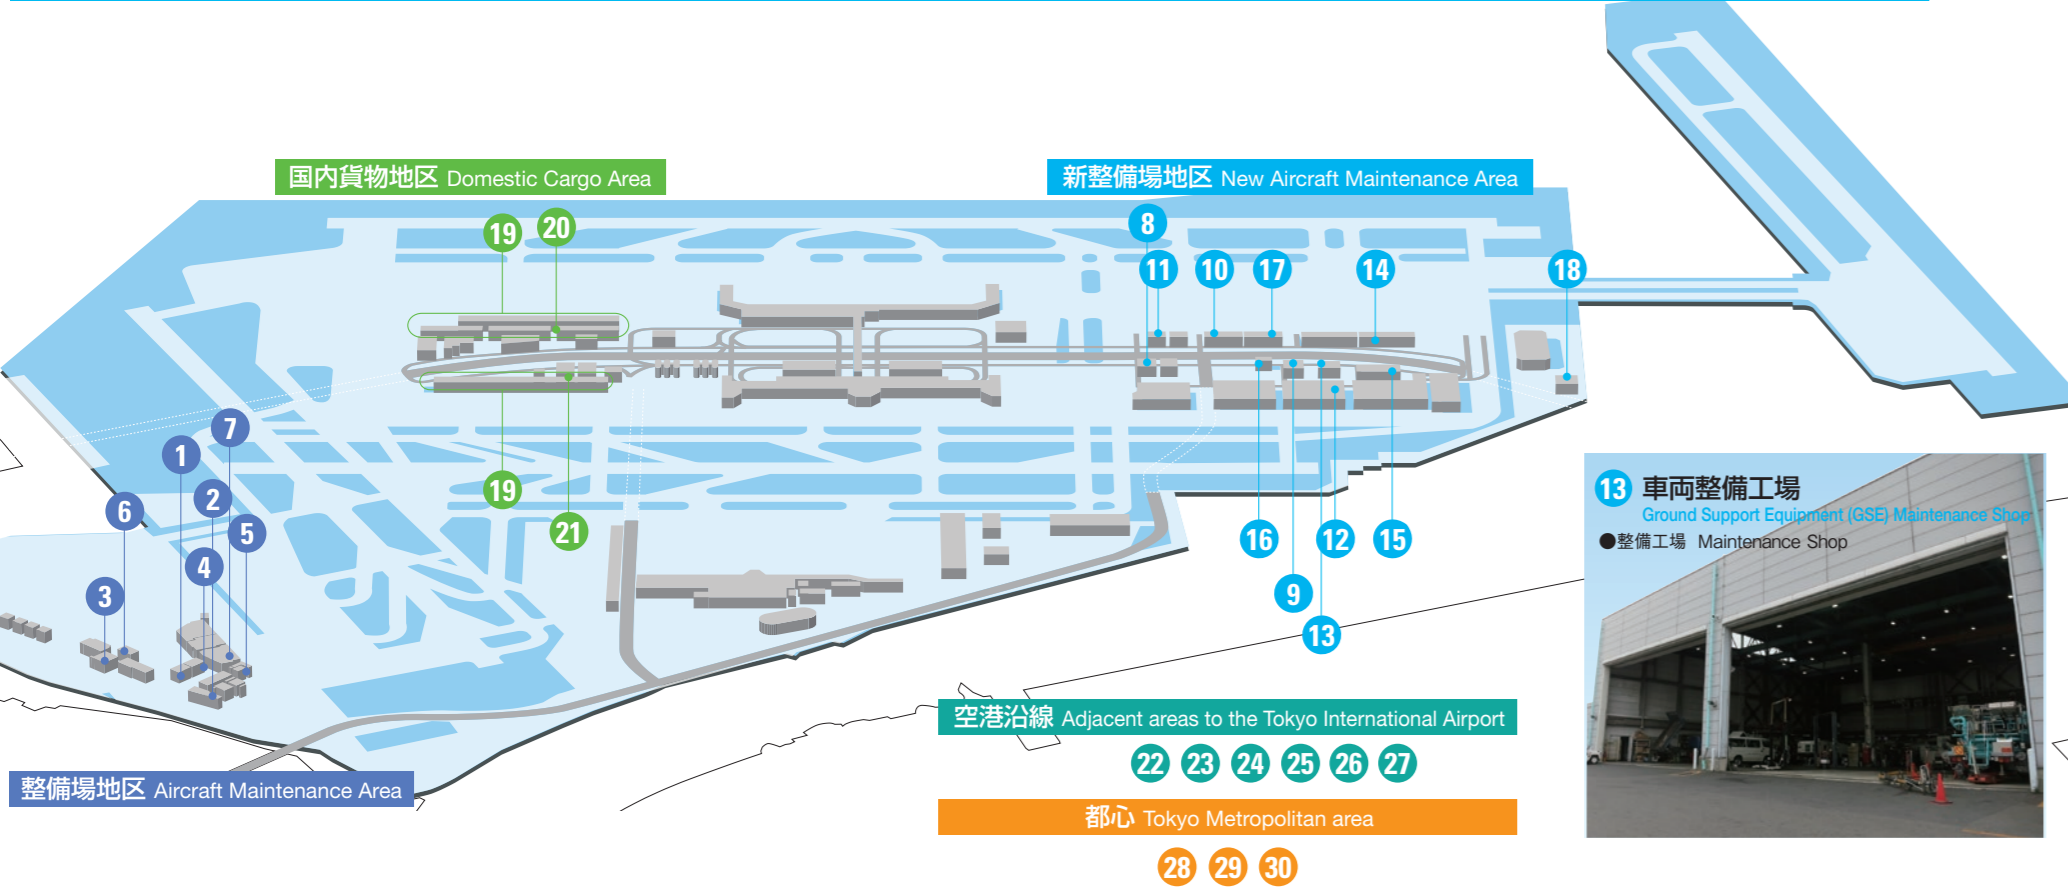 国内貨物地区 Domestic Cargo Area
新整備場地区 New Aircraft Maintenance Area
19
20
8
11
10
17
14
18
7
1
2
6
5
4
3
19
21
16
12
15
9
13
13 車両整備工場
Ground Support Equipment (GSE) Maintenance Shop
●整備工場 Maintenance Shop
空港沿線 Adjacent areas to the Tokyo International Airport
22 23 24 25 26 27
整備場地区 Aircraft Maintenance Area
都心 Tokyo Metropolitan area
28 29 30